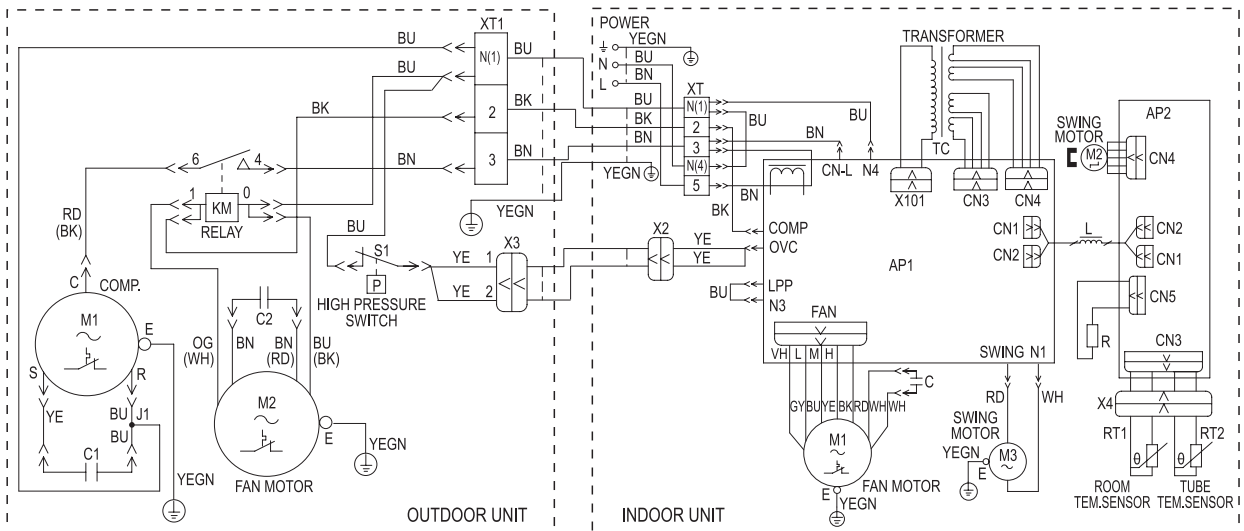 XT1
POWER
YEGN
TRANSFORMER
BU
N(1)
BU
N
BU
L
BN
XT
BU
BU
N(1)
BU
BU
AP2
SWING
MOTOR
BK
2
BK
BK
2
BN
M2
CN4
6
4
BN
3
BN
BN
3
TC
N(4)
CN-L
N4
YEGN
5
BN
X101
CN3
CN4
1
KM
0
RELAY
YEGN
BK
RD
(BK)
BU
S1
X3
X2
YE
COMP
CN1
L
CN2
YE
1
YE
OVC
AP1
CN2
CN1
C
COMP.
P
YE
2
LPP
HIGH PRESSURE
SWITCH
BU
N3
CN5
M1
E
C2
FAN
R
OG
(WH)
BN
BN
(RD)
BU
(BK)
CN3
VH
L
M
H
SWING
N1
S
R
C
X4
YE
BU
J1
M2
GY
BU
YE
BK
RD
WH
WH
RD
WH
BU
SWING
MOTOR
RT1
RT2
C1
E
YEGN
M1
YEGN
M3
θ
θ
YEGN
FAN MOTOR
E
YEGN
FAN MOTOR
E
ROOM
TEM.SENSOR
TUBE
TEM.SENSOR
OUTDOOR UNIT
INDOOR UNIT